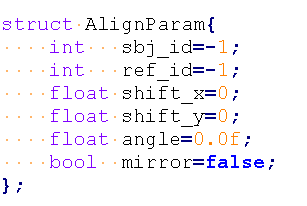 struct AlignParam{
    int   sbj_id=-1;
    int   ref_id=-1;
    float shift_x=0;
    float shift_y=0;
    float angle=0.0f;
    bool  mirror=false;
};